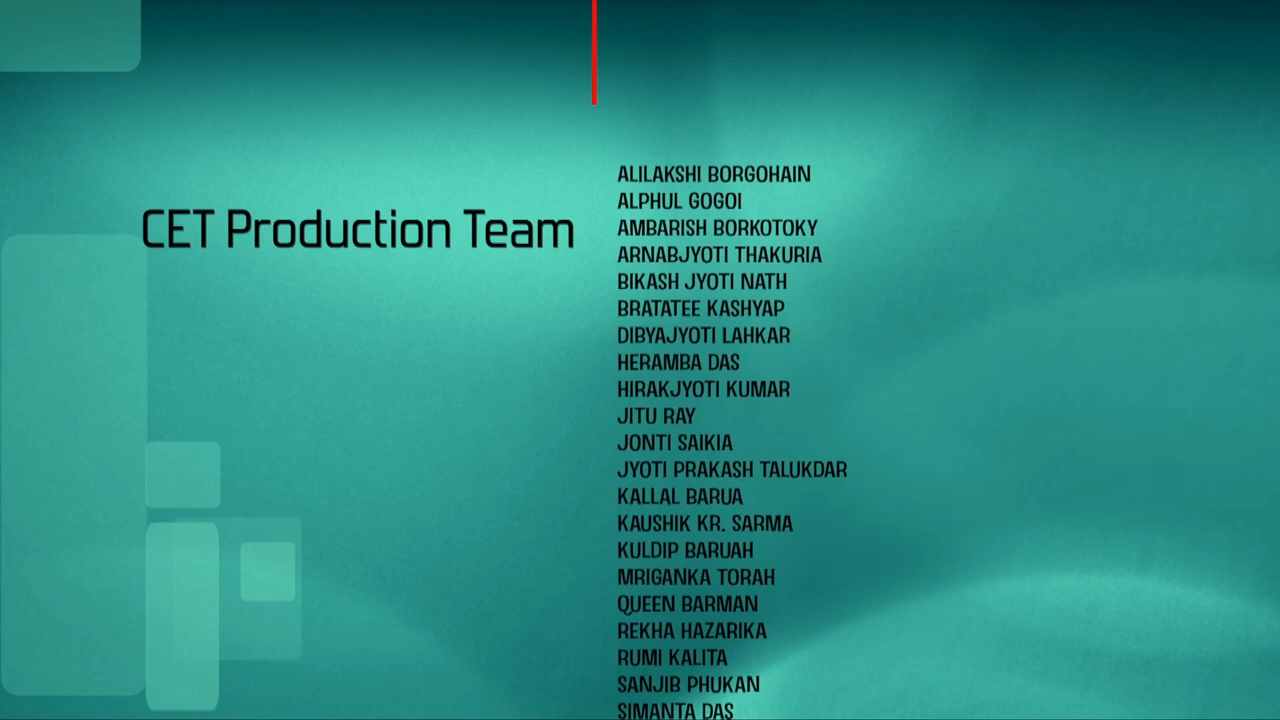 CET Production Team
ALILAKSHI BORGOHAIN
ALPHUL GOGOI
AMBARISH BORKOTOKY
ARNABJYOTI THAKURIA
BIKASH JYOTI NATH
BRATATEE KASHYAP
DIBYAJYOTI LAHKAR
HERAMBA DAS
HIRAKJYOTI KUMAR
JITU RAY
JONTI SAIKIA
JYOTI PRAKASH TALUKDAR
KALLAL BARUA
KAUSHIK KR. SARMA
KULDIP BARUAH
MRIGANKA TORAH
QUEEN BARMAN
REKHA HAZARIKA
RUMI KALITA
SANJIB PHUKAN
SIMANTA DAS